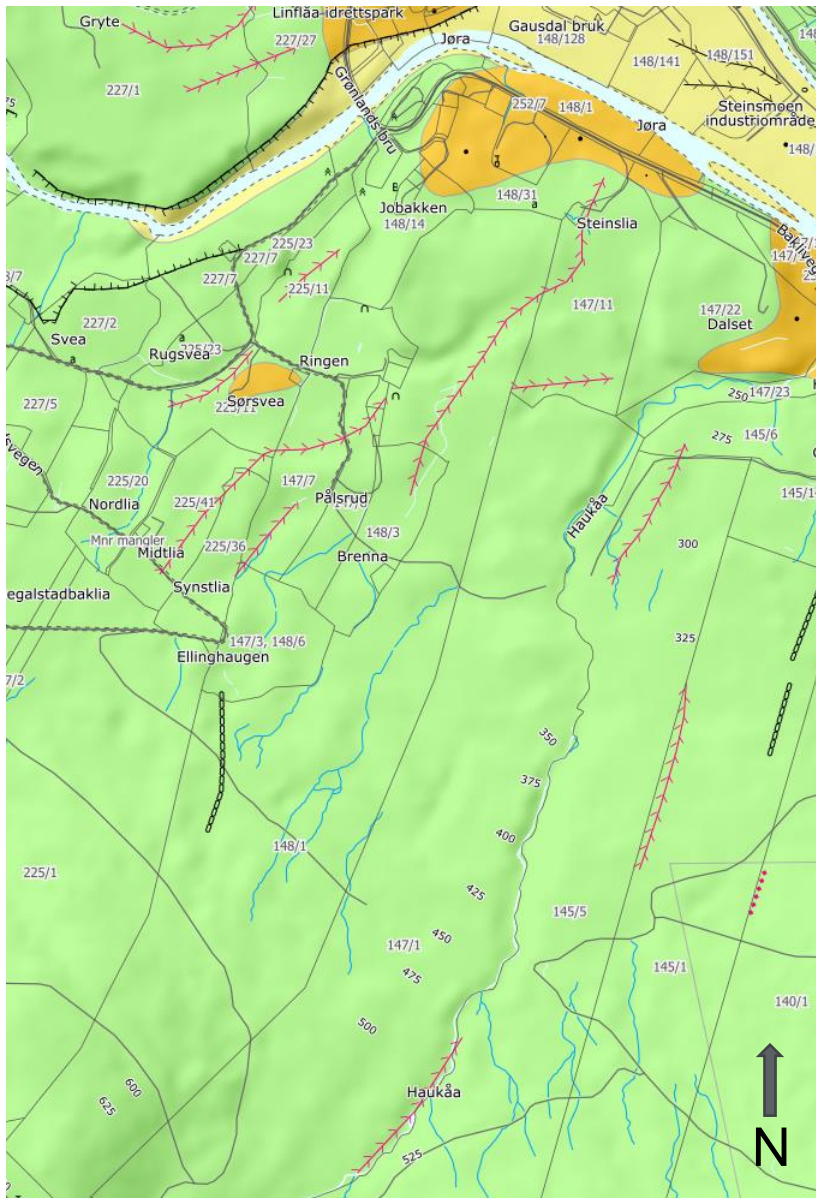 Linflåa idrettspark
Gryte
227/27
Gausdal bruk
148/128
Jøra
148/141
148/151
227/1
Grønlands bru
252/7
148/1
Steinsmoen
industriområde
Jøra
Jobakken
148/31
148/14
Steinslia
225/23
227/7
227/7
225/11
147/11
147/22
Dalset
227/2
Svea
Rugsvea
225/23
Ringen
Sørsvea
227/5
250
147/23
275
145/6
225/20
225/41
147/7
Pålsrud
Nordlia
Mnr mangler
Midtlia
225/36
148/3
Brenna
Haukåa
300
Synstlia
egalstadbaklia
147/3, 148/6
Ellinghaugen
325
350
375
400
148/1
225/1
425
145/5
450
147/1
475
145/1
500
140/1
600
625
Haukåa
525
N